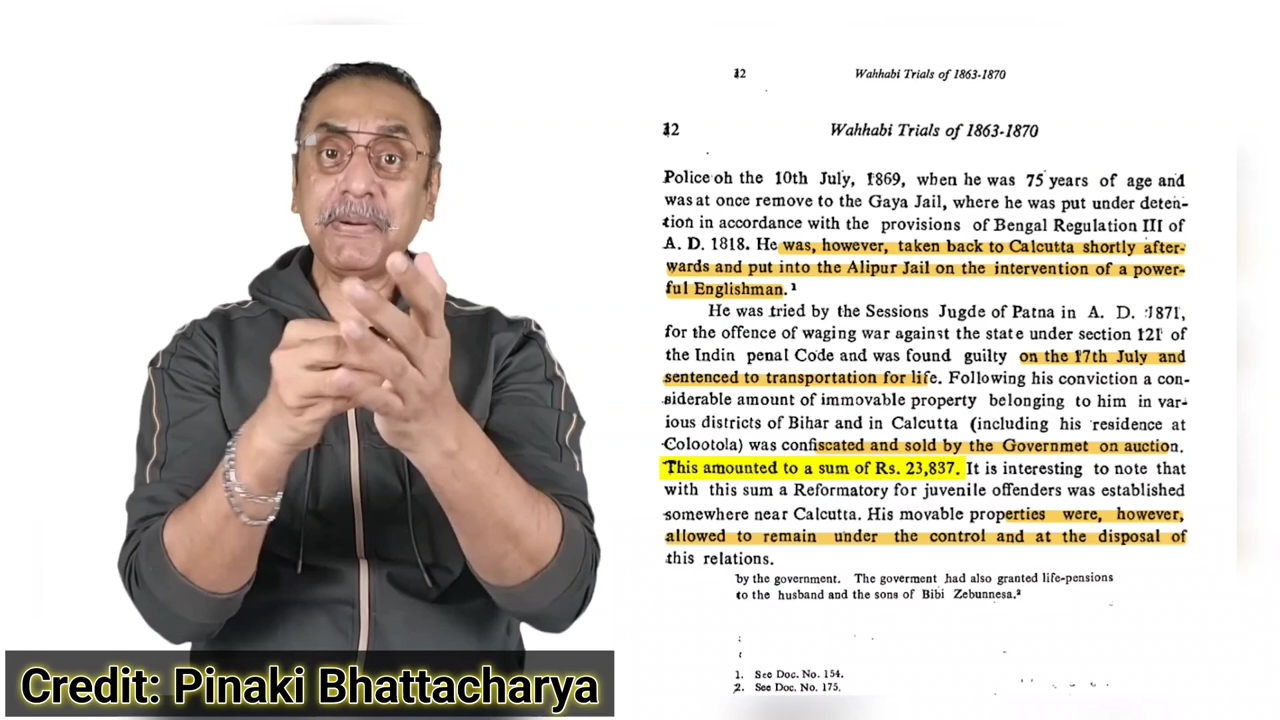 12 Wahhabi Trials of 1863-1870
12 Wahhabi Trials of 1863-1870
Police oh the 10th July, 1869, when he was 75 years of age and
was at once remove to the Gaya Jail, where he was put under deten-
tion in accordance with the provisions of Bengal Regulation III of
A. D. 1818. He was, however, taken back to Calcutta shortly after-
wards and put into the Alipur Jail on the intervention of a power-
ful Englishman.¹
He was tried by the Sessions Jugde of Patna in A. D. 1871,
for the offence of waging war against the state under section 121 of
the Indin penal Code and was found guilty on the 17th July and
sentenced to transportation for life. Following his conviction a con-
siderable amount of immovable property belonging to him in var-
ious districts of Bihar and in Calcutta (including his residence at
Colootola) was confiscated and sold by the Governmet on auction.
This amounted to a sum of Rs. 23,837. It is interesting to note that
with this sum a Reformatory for juvenile offenders was established
somewhere near Calcutta. His movable properties were, however,
allowed to remain under the control and at the disposal of
this relations.
by the government. The goverment had also granted life-pensions
to the husband and the sons of Bibi Zebunnesa.²
1. See Doc. No. 154.
2. See Doc. No. 175.
Credit: Pinaki Bhattacharya